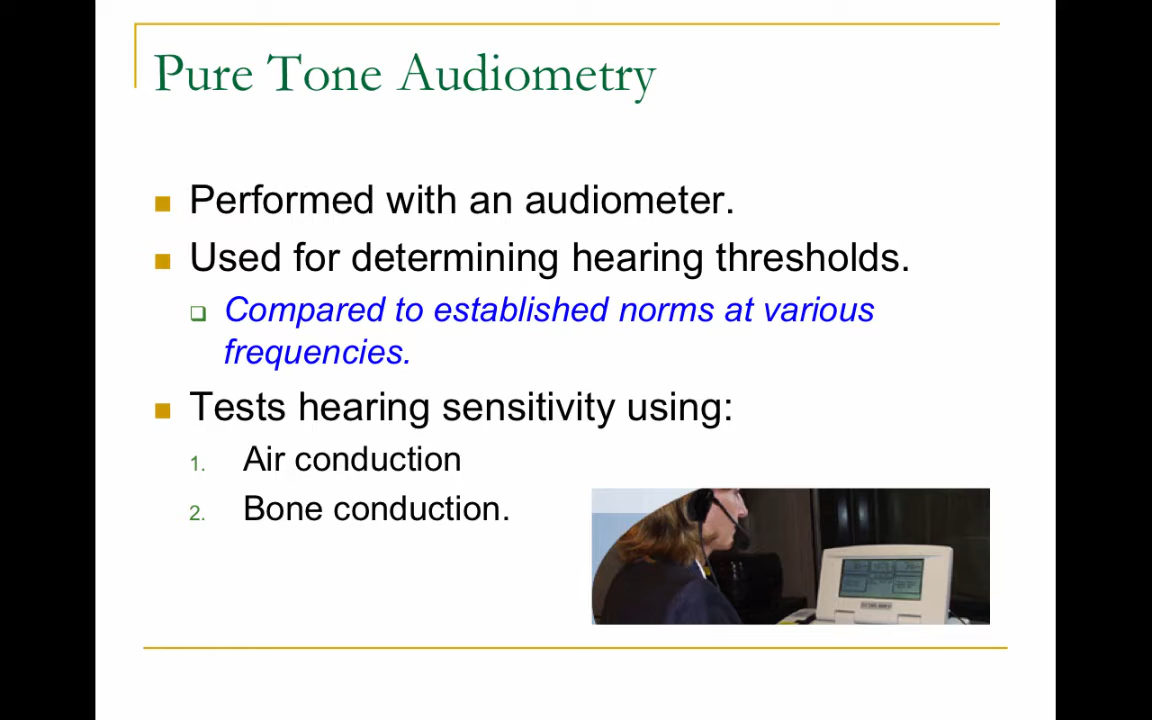 Pure Tone Audiometry
Performed with an audiometer.
Used for determining hearing thresholds.
Compared to established norms at various
frequencies.
Tests hearing sensitivity using:
1. Air conduction
2. Bone conduction.